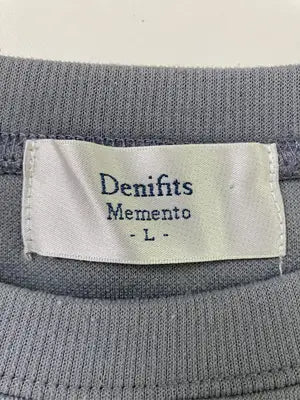 Denifits
Memento
- L -